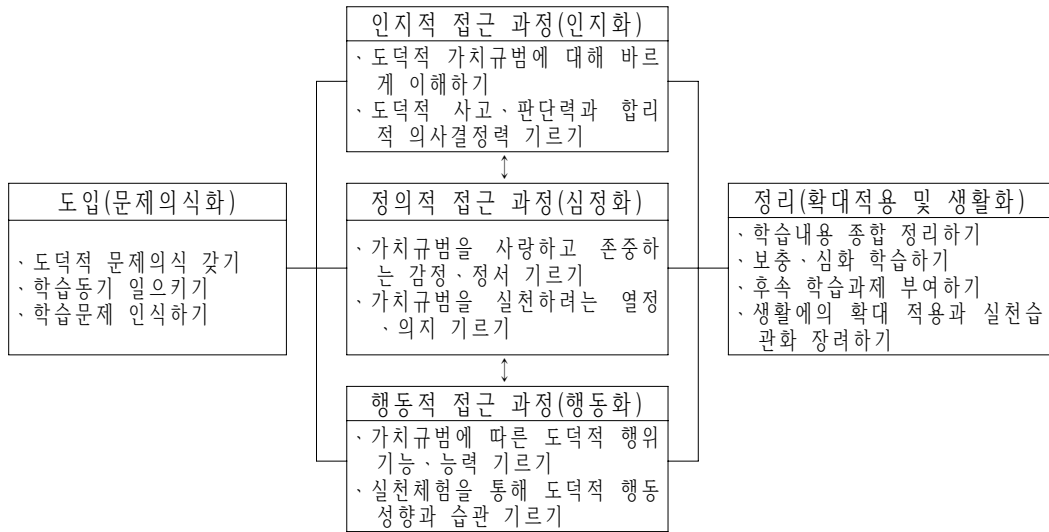 인지적 접근 과정(인지화)
、도덕적 가치규범에 대해 바르
게 이해하기
、도덕적 사고、판단력과 합리
적 의사결정력 기르기
도입(문제의식화)
、도덕적 문제의식 갖기
、학습동기 일으키기
、학습문제 인식하기
정의적 접근 과정(심정화)
、가치규범을 사랑하고 존중하
는 감정、정서 기르기
、가치규범을 실천하려는 열정
、의지 기르기
정리(확대적용 및 생활화)
、학습내용 종합 정리하기
、보충、심화 학습하기
、후속 학습과제 부여하기
、생활에의 확대 적용과 실천습
관화 장려하기
행동적 접근 과정(행동화)
、가치규범에 따른 도덕적 행위
기능、능력 기르기
、실천체험을 통해 도덕적 행동
성향과 습관 기르기